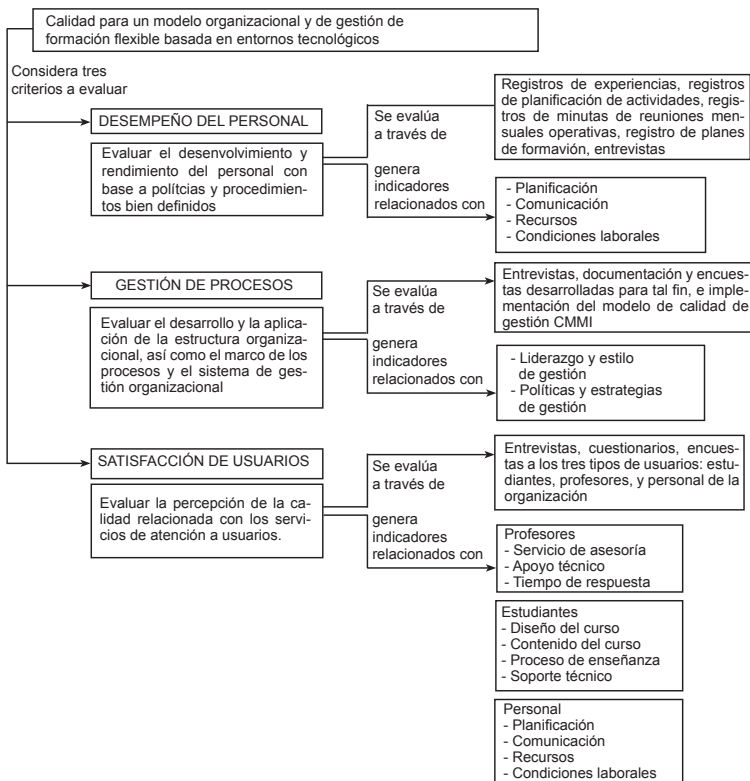 Calidad para un modelo organizacional y de gestión de
formación flexible basada en entornos tecnológicos
Considera tres
criterios a evaluar
DESEMPEÑO DEL PERSONAL
Evaluar el desenvolvimiento y
rendimiento del personal con
base a polítcias y procedimien-
tos bien definidos
Se evalúa
a través de
Registros de experiencias, registros
de planificación de actividades, regis-
tros de minutas de reuniones men-
suales operativas, registro de planes
de formavión, entrevistas
genera
indicadores
relacionados con
- Planificación
- Comunicación
- Recursos
- Condiciones laborales
GESTIÓN DE PROCESOS
Evaluar el desarrollo y la aplica-
ción de la estructura organiza-
cional, así como el marco de los
procesos y el sistema de ges-
tión organizacional
Se evalúa
a través de
Entrevistas, documentación y encues-
tas desarrolladas para tal fin, e imple-
mentación del modelo de calidad de
gestión CMMI
genera
indicadores
relacionados con
- Liderazgo y estilo
de gestión
- Políticas y estrategias
de gestión
SATISFACCIÓN DE USUARIOS
Evaluar la percepción de la ca-
lidad relacionada con los servi-
cios de atención a usuarios.
Se evalúa
a través de
Entrevistas, cuestionarios, encues-
tas a los tres tipos de usuarios: estu-
diantes, profesores, y personal de la
organización
genera
indicadores
relacionados con
Profesores
- Servicio de asesoría
- Apoyo técnico
- Tiempo de respuesta
Estudiantes
- Diseño del curso
- Contenido del curso
- Proceso de enseñanza
- Soporte técnico
Personal
- Planificación
- Comunicación
- Recursos
- Condiciones laborales